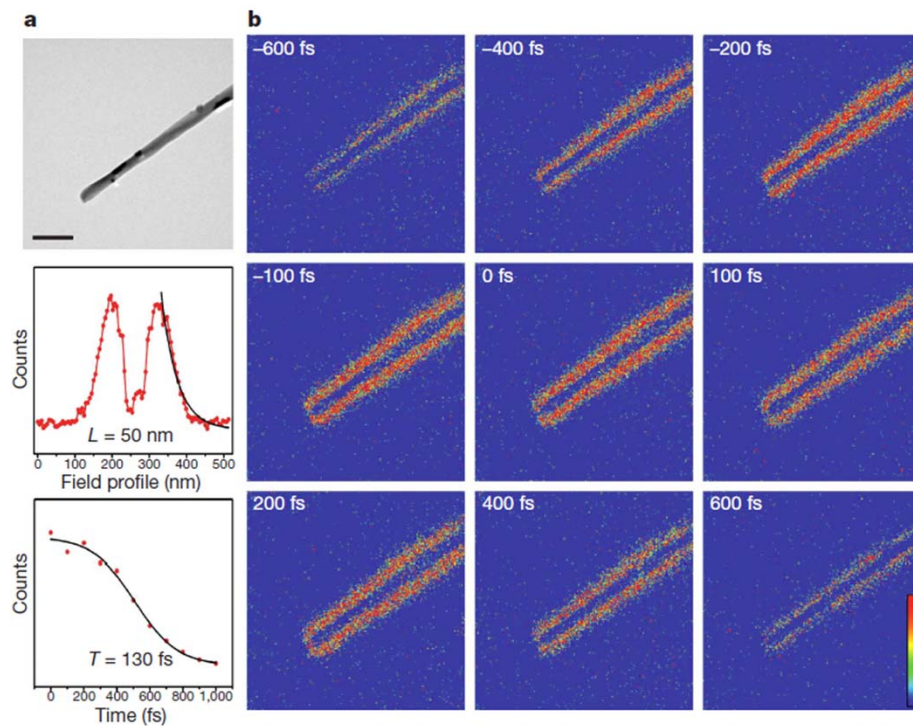 a
b
–600 fs
–400 fs
–200 fs
–100 fs
0 fs
100 fs
200 fs
400 fs
600 fs
Counts
L = 50 nm
0 100 200 300 400 500
Field profile (nm)
Counts
T = 130 fs
0 200 400 600 800 1,000
Time (fs)